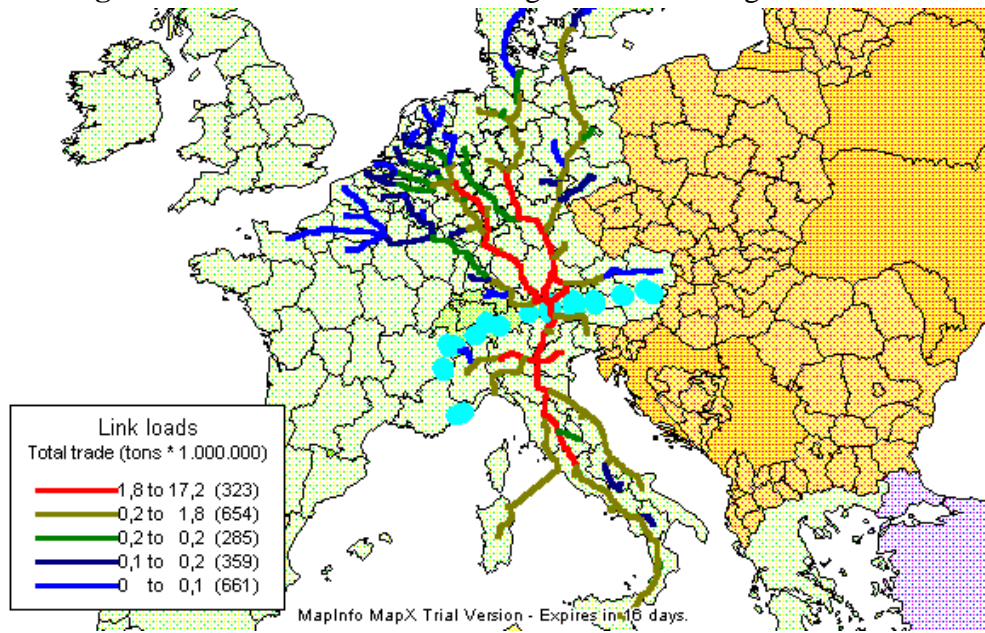 Link loads
Total trade (tons * 1.000.000)
1,8 to 17,2 (323)
0,2 to 1,8 (654)
0,2 to 0,2 (285)
0,1 to 0,2 (359)
0 to 0,1 (661)
MapInfo MapX Trial Version - Expires in 16 days.